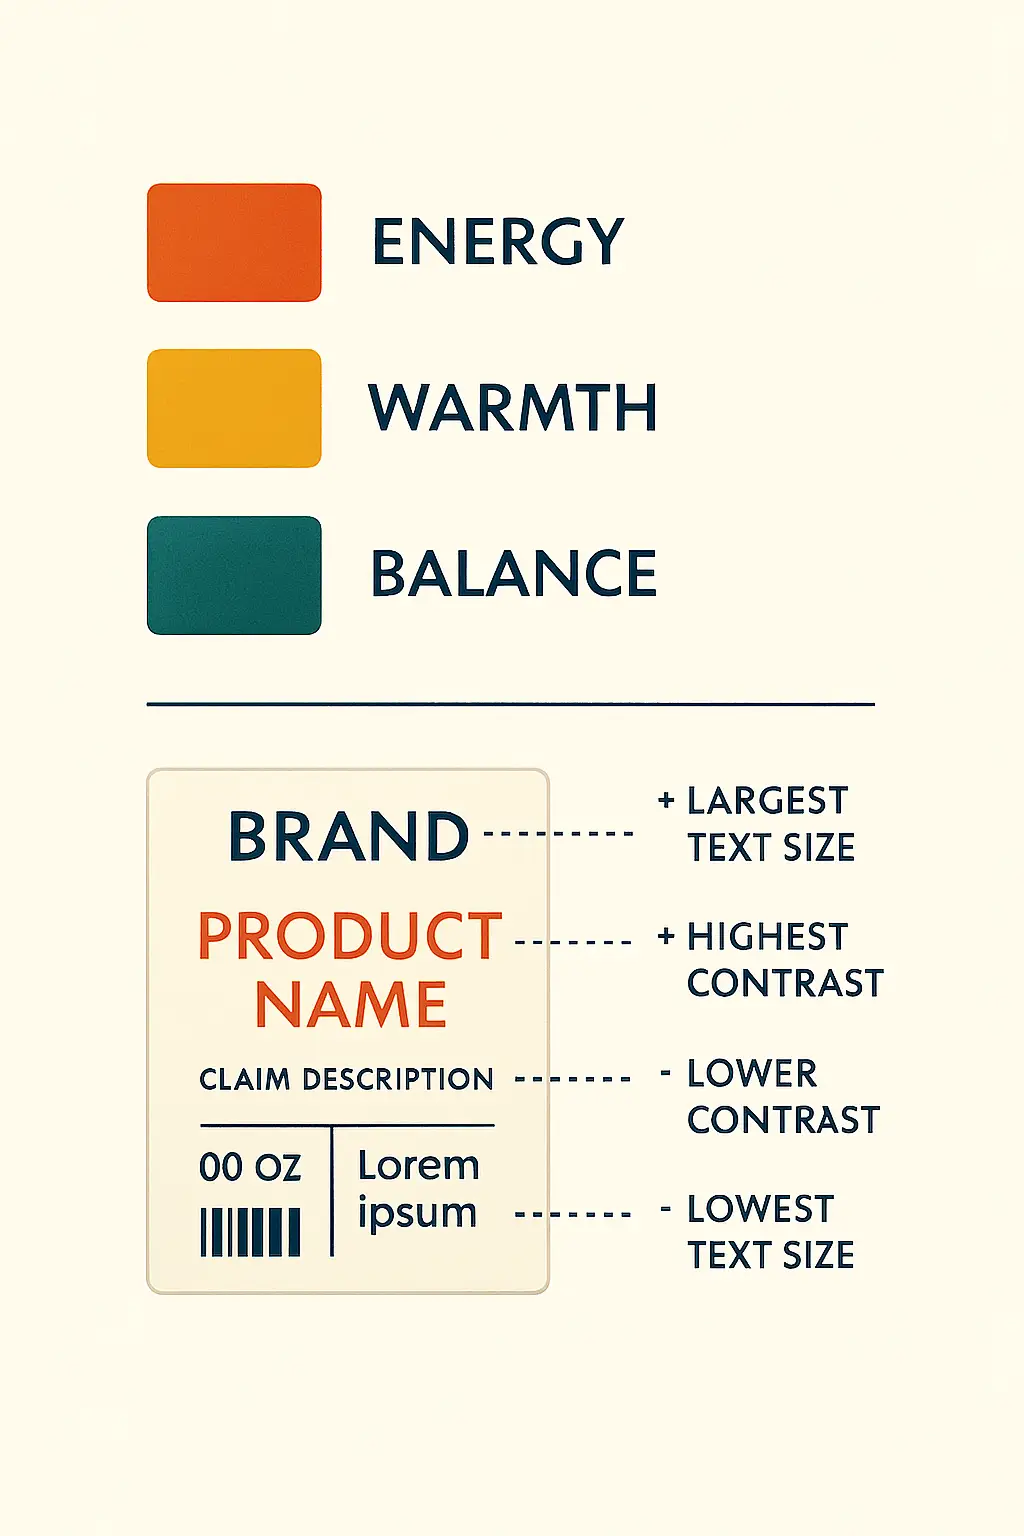 ENERGY
WARMTH
BALANCE
BRAND
+ LARGEST
TEXT SIZE
PRODUCT
NAME
+ HIGHEST
CONTRAST
CLAIM DESCRIPTION
- LOWER
CONTRAST
00 OZ
Lorem
ipsum
- LOWEST
TEXT SIZE